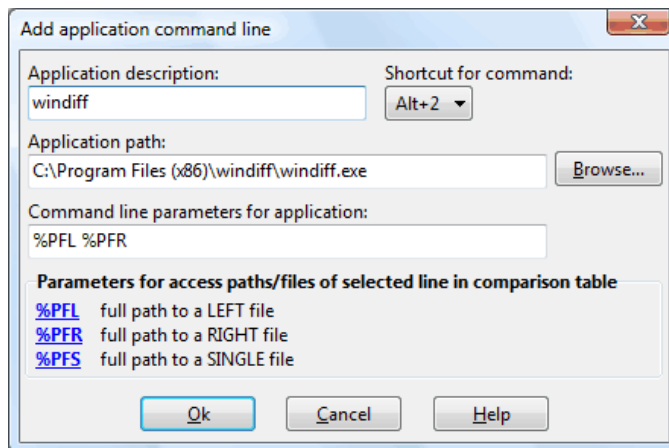 Add application command line
Application description:
Shortcut for command:
windiff
Alt+2
Application path:
C:\Program Files (x86)\windiff\windiff.exe
Browse...
Command line parameters for application:
%PFL %PFR
Parameters for access paths/files of selected line in comparison table
%PFL full path to a LEFT file
%PFR full path to a RIGHT file
%PFS full path to a SINGLE file
Ok
Cancel
Help